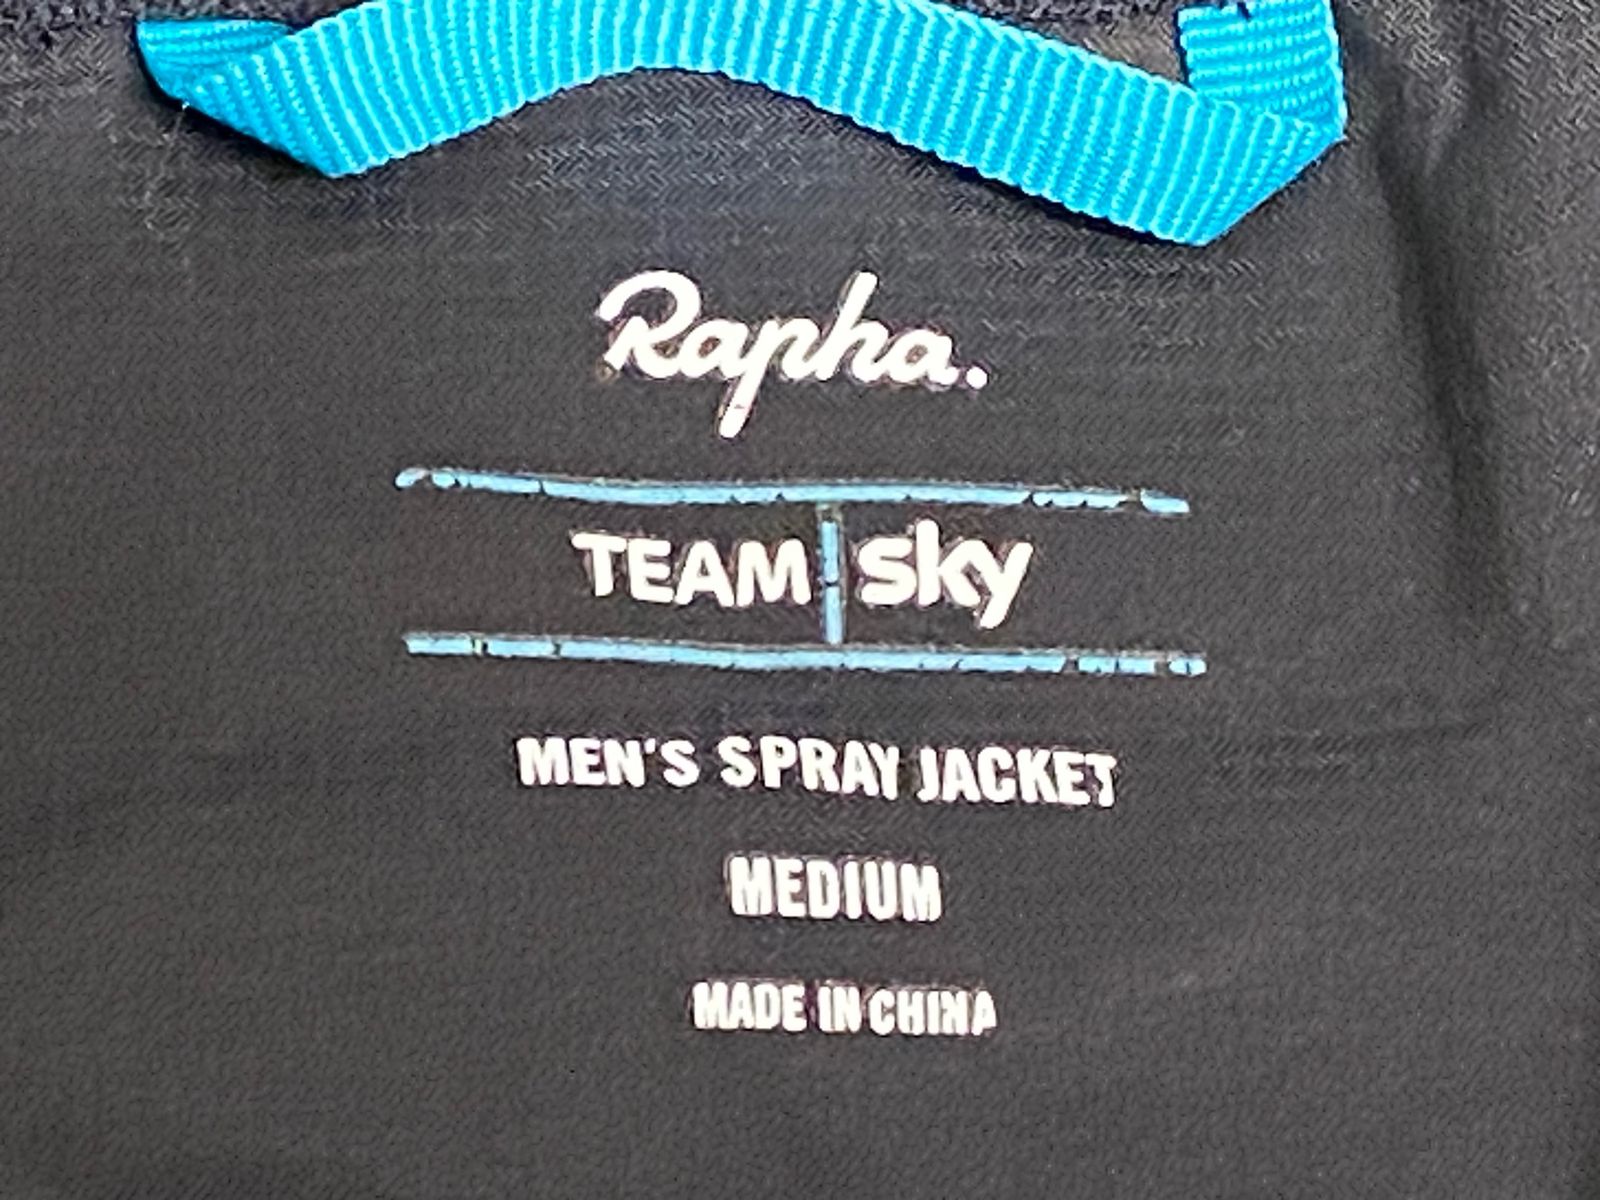 Rapha.
TEAM sky
MEN'S SPRAY JACKET
MEDIUM
MADE IN CHINA